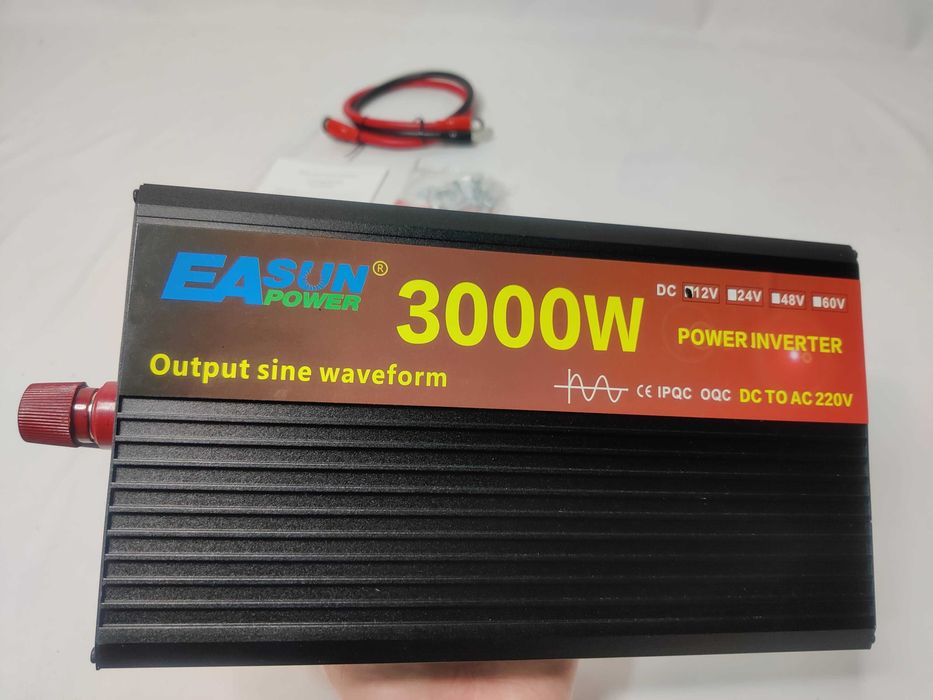 EASUN®
POWER
3000W
DC 12V 24V 48V 60V
POWER INVERTER
Output sine waveform
CE IPQC OQC DC TO AC 220V